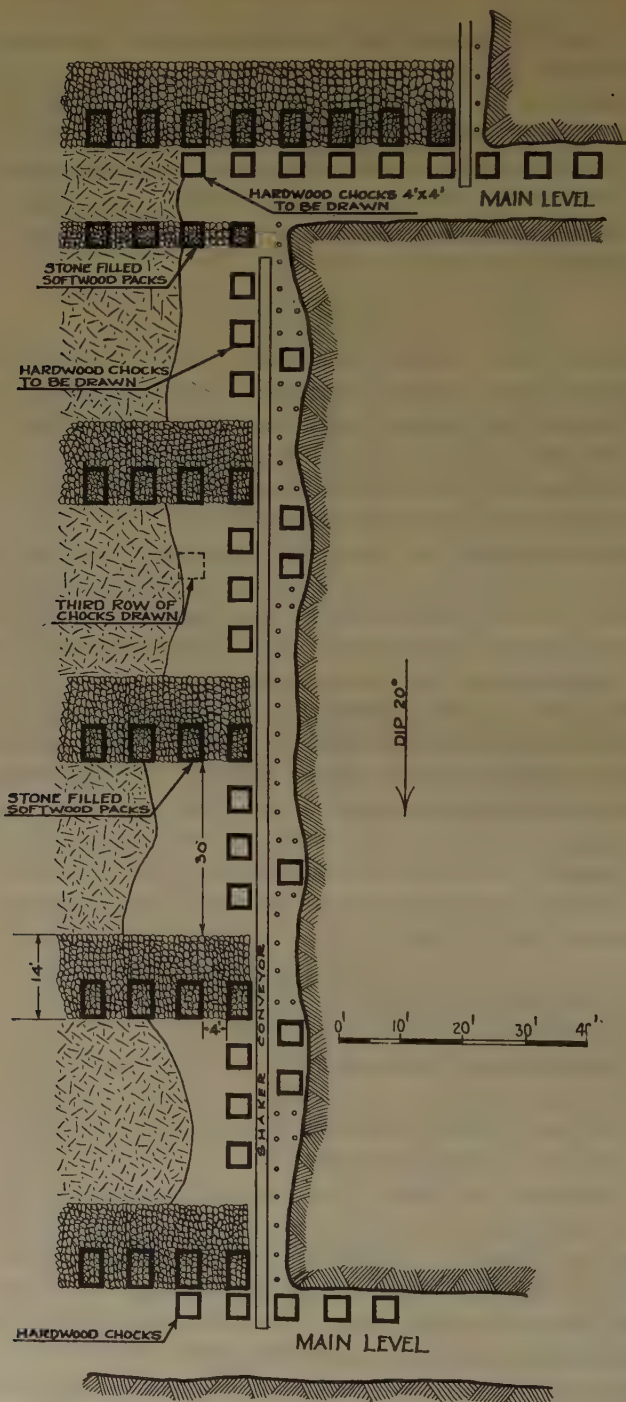 HARDWOOD CHOCKS 4'X4'
TO BE DRAWN
MAIN LEVEL
STONE FILLED
SOFTWOOD PACKS
HARDWOOD CHOCKS
TO BE DRAWN
THIRD ROW OF
CHOCKS DRAWN
DIP 20°
STONE FILLED
SOFTWOOD PACKS
30'
14'
4'
SHAKER CONVEYOR
0' 10' 20' 30' 40'
HARDWOOD CHOCKS
MAIN LEVEL